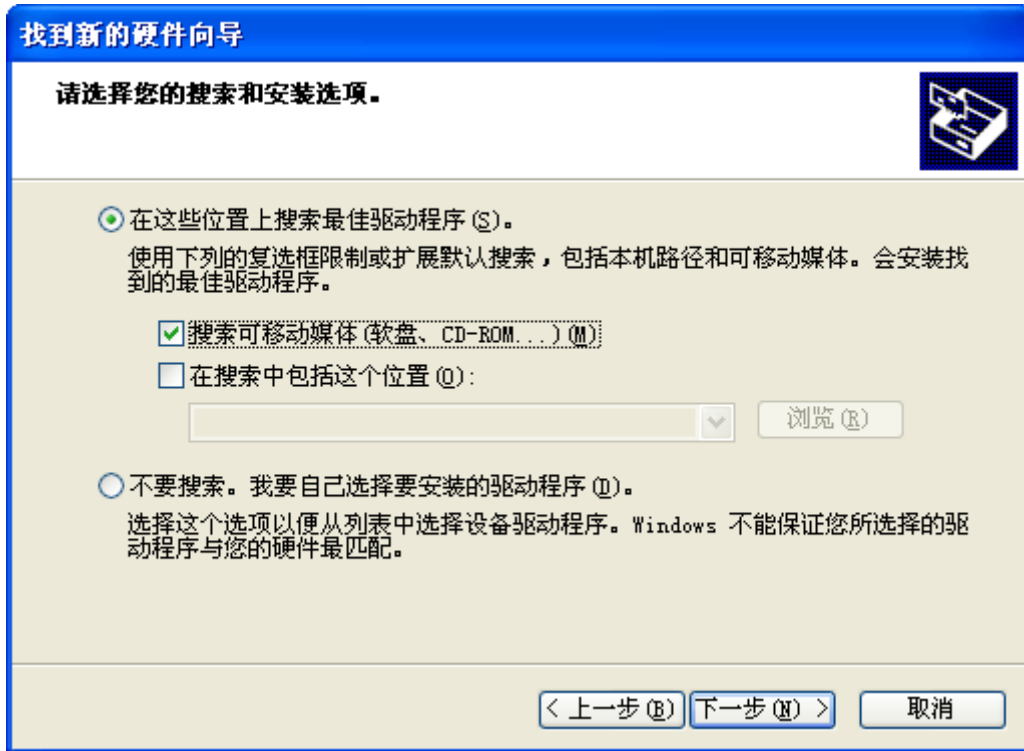 找到新的硬件向导
请选择您的搜索和安装选项。
在这些位置上搜索最佳驱动程序(S)。
使用下列的复选框限制或扩展默认搜索，包括本机路径和可移动媒体。会安装找
到的最佳驱动程序。
搜索可移动媒体(软盘、CD-ROM...)(M)
在搜索中包括这个位置(O):
浏览(R)
不要搜索。我要自己选择要安装的驱动程序(D)。
选择这个选项以便从列表中选择设备驱动程序。Windows 不能保证您所选择的驱
动程序与您的硬件最匹配。
< 上一步(B) 下一步(N) > 取消